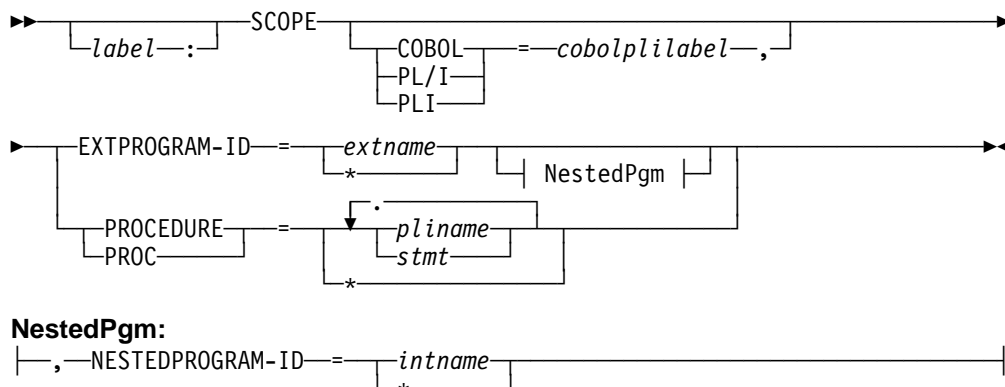 SCOPE
label :
COBOL = cobolplilabel ,
PL/I
PLI
EXTPROGRAM-ID = extname
* NestedPgm
.
PROCEDURE = pliname
PROC stmt
*
NestedPgm:
, NESTEDPROGRAM-ID = intname
*